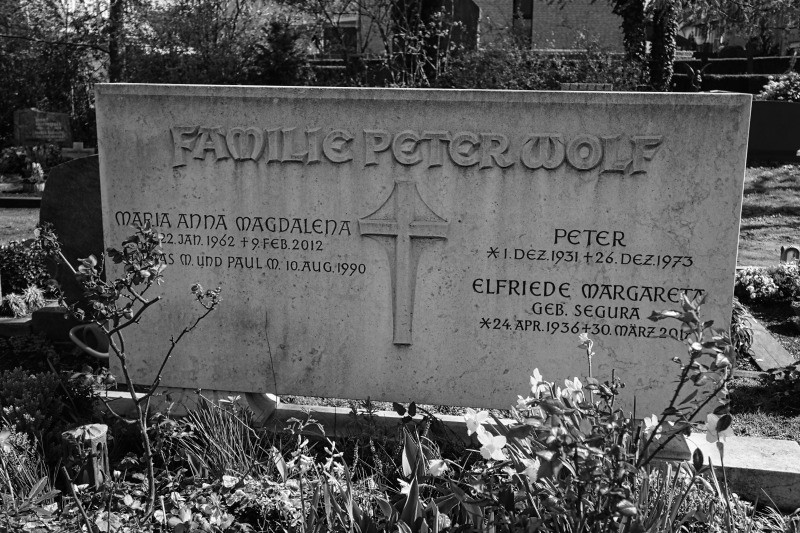 FAMILIE PETER WOLF
MARIA ANNA MAGDALENA
22. JAN. 1962 + 9. FEB. 2012
M. UND PAUL M. 10. AUG. 1990
PETER
* 1. DEZ. 1931 + 26. DEZ. 1973
ELFRIEDE MARGARETA
GEB. SEGURA
* 24. APR. 1936 + 30. MÄRZ